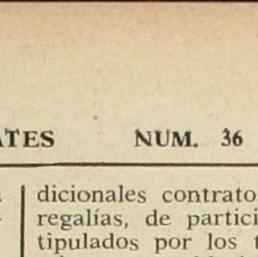 ATES NUM. 36
dicionales contrato
regalías, de partici
tipulados por los t